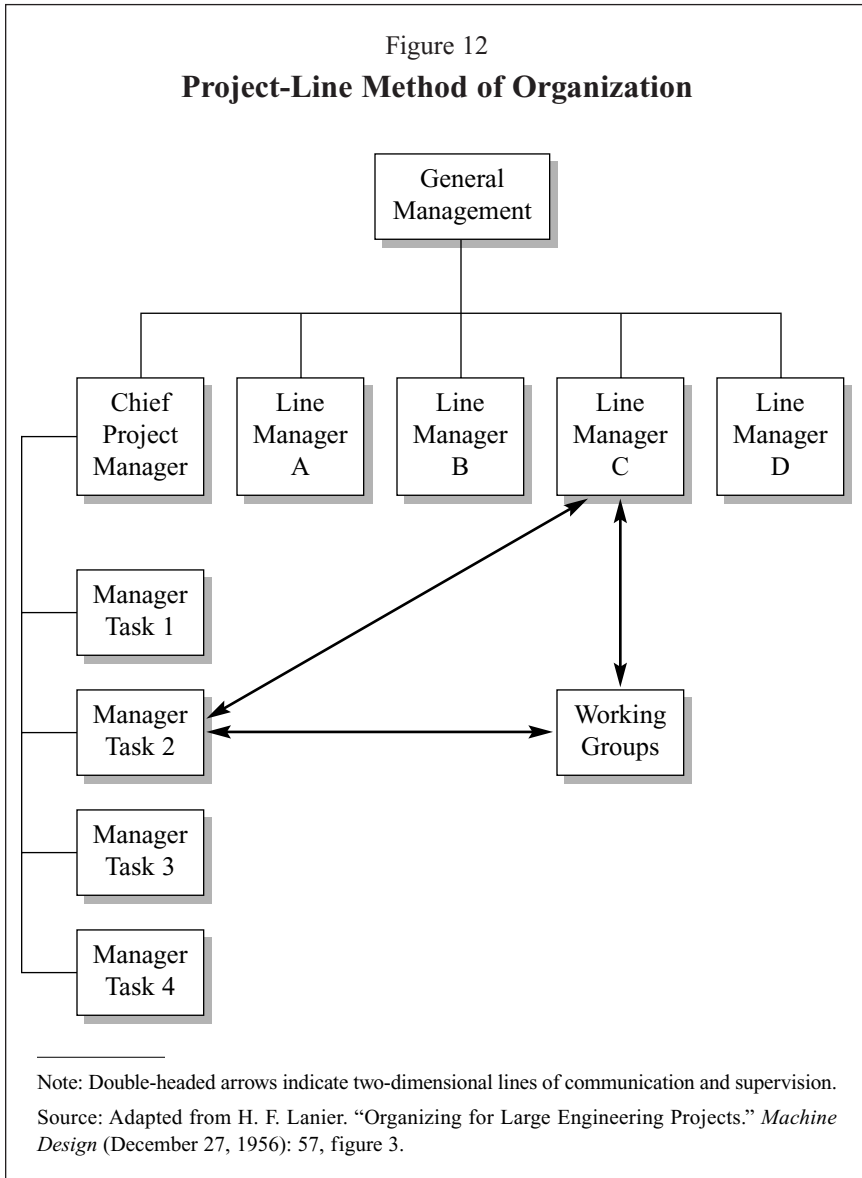 Figure 12
Project-Line Method of Organization
General
Management
Chief
Project
Manager
Line
Manager
A
Line
Manager
B
Line
Manager
C
Line
Manager
D
Manager
Task 1
Manager
Task 2
Working
Groups
Manager
Task 3
Manager
Task 4
Note: Double-headed arrows indicate two-dimensional lines of communication and supervision.
Source: Adapted from H. F. Lanier. “Organizing for Large Engineering Projects.” Machine
Design (December 27, 1956): 57, figure 3.